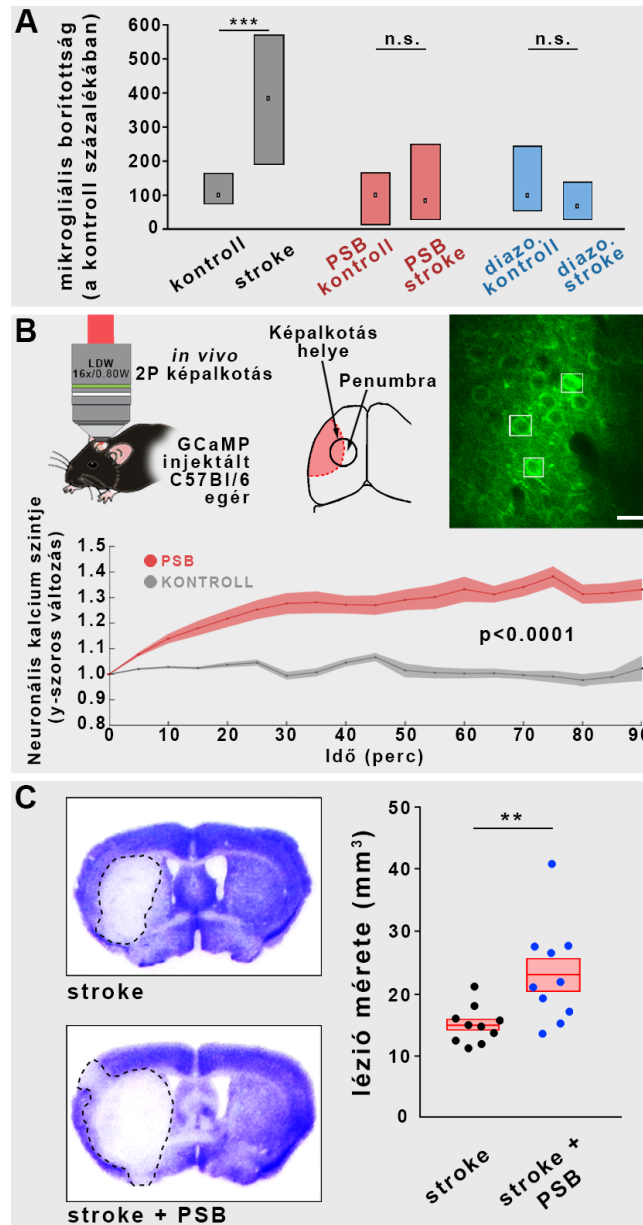 A
mikrogliális borítottság
(a kontroll százalékában)
600
500
400
300
200
100
0
***
n.s.
n.s.
kontroll
stroke
PSB
kontroll
PSB
stroke
diazo.
kontroll
diazo.
stroke
B
LDW
16x/0.80W
in vivo
2P képalkotás
GCaMP
injektált
C57Bl/6
egér
Képalkotás
helye
Penumbra
Neuronális kalcium szintje
(y-szoros változás)
1.5
1.4
1.3
1.2
1.1
1.0
0.9
0.8
PSB
KONTROLL
p<0.0001
0 10 20 30 40 50 60 70 80 90
Idő (perc)
C
stroke
stroke + PSB
lézió mérete (mm³)
50
40
30
20
10
0
**
stroke
stroke +
PSB